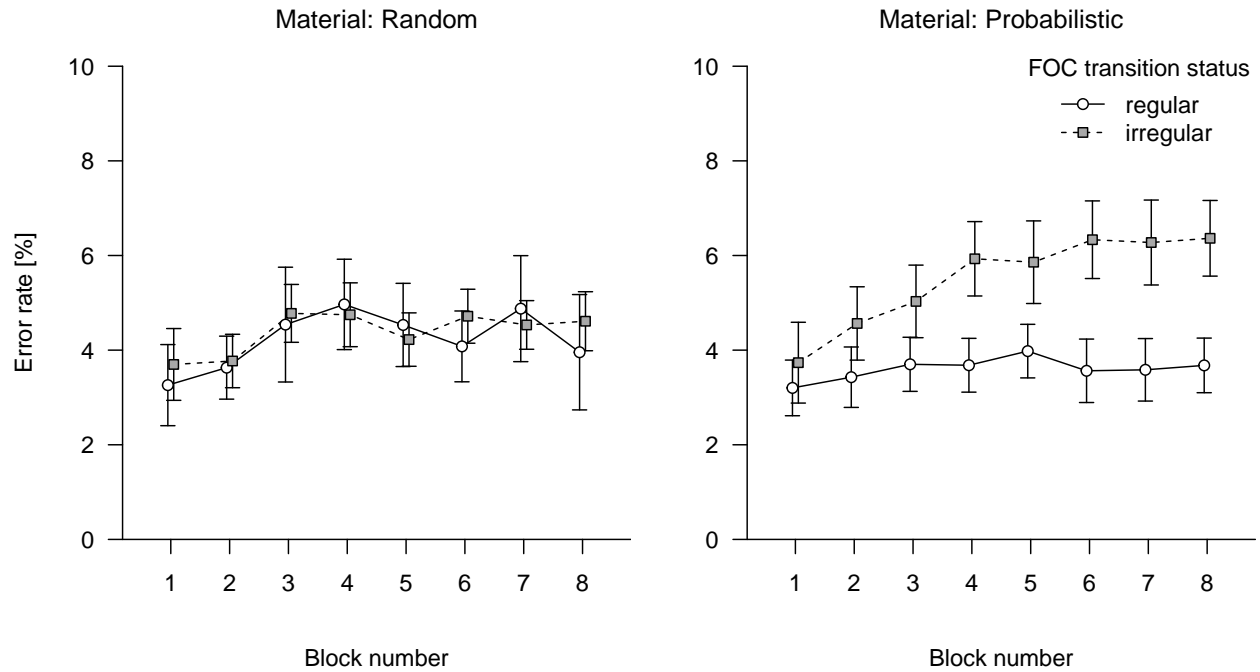 Material: Random
Material: Probabilistic
FOC transition status
regular
irregular
Error rate [%]
10
8
6
4
2
0
1 2 3 4 5 6 7 8
Block number
10
8
6
4
2
0
1 2 3 4 5 6 7 8
Block number